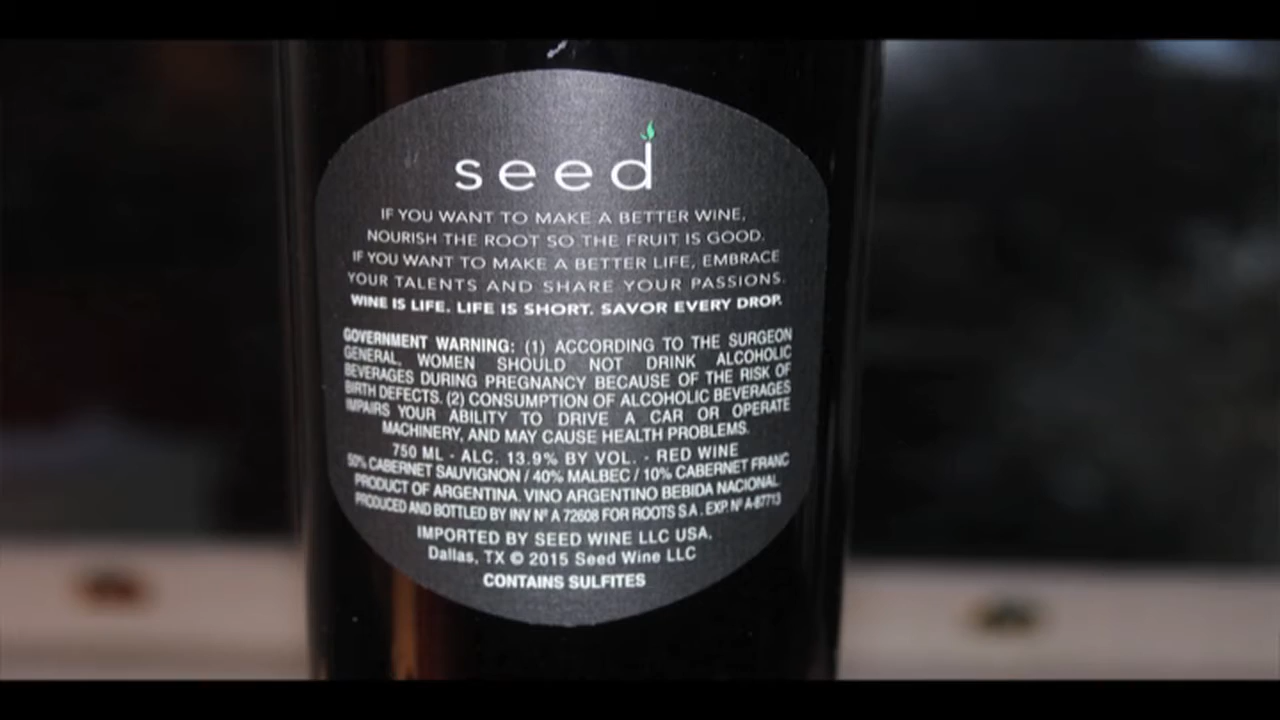 seed
IF YOU WANT TO MAKE A BETTER WINE,
NOURISH THE ROOT SO THE FRUIT IS GOOD.
IF YOU WANT TO MAKE A BETTER LIFE, EMBRACE
YOUR TALENTS AND SHARE YOUR PASSIONS.
WINE IS LIFE. LIFE IS SHORT. SAVOR EVERY DROP.
GOVERNMENT WARNING: (1) ACCORDING TO THE SURGEON
GENERAL, WOMEN SHOULD NOT DRINK ALCOHOLIC
BEVERAGES DURING PREGNANCY BECAUSE OF THE RISK OF
BIRTH DEFECTS. (2) CONSUMPTION OF ALCOHOLIC BEVERAGES
IMPAIRS YOUR ABILITY TO DRIVE A CAR OR OPERATE
MACHINERY, AND MAY CAUSE HEALTH PROBLEMS.
750 ML - ALC. 13.9% BY VOL. - RED WINE
50% CABERNET SAUVIGNON / 40% MALBEC / 10% CABERNET FRANC
PRODUCT OF ARGENTINA. VINO ARGENTINO BEBIDA NACIONAL
PRODUCED AND BOTTLED BY INV Nº A 72608 FOR ROOTS S.A. EXP. Nº A-87713
IMPORTED BY SEED WINE LLC USA,
Dallas, TX © 2015 Seed Wine LLC
CONTAINS SULFITES